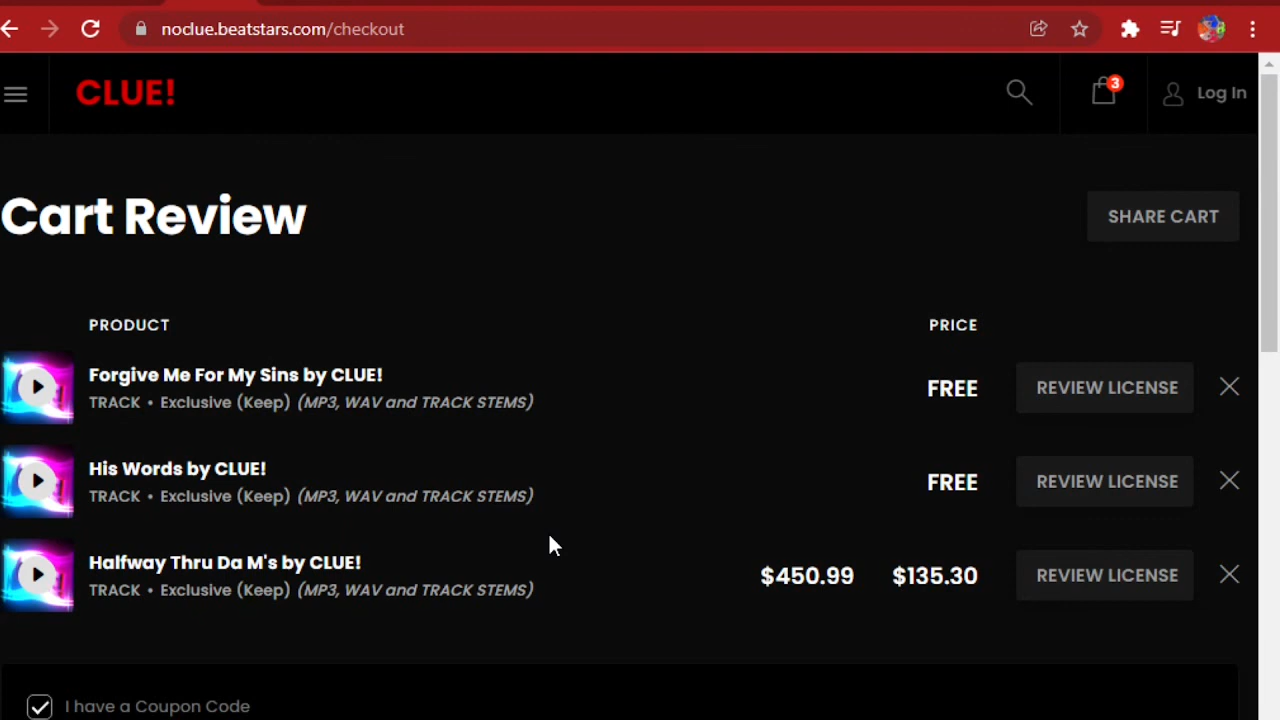 noclue.beatstars.com/checkout
CLUE!
3
Log In
Cart Review
SHARE CART
PRODUCT PRICE
Forgive Me For My Sins by CLUE!
TRACK • Exclusive (Keep) (MP3, WAV and TRACK STEMS)
FREE
REVIEW LICENSE
His Words by CLUE!
TRACK • Exclusive (Keep) (MP3, WAV and TRACK STEMS)
FREE
REVIEW LICENSE
Halfway Thru Da M's by CLUE!
TRACK • Exclusive (Keep) (MP3, WAV and TRACK STEMS)
$450.99 $135.30
REVIEW LICENSE
I have a Coupon Code